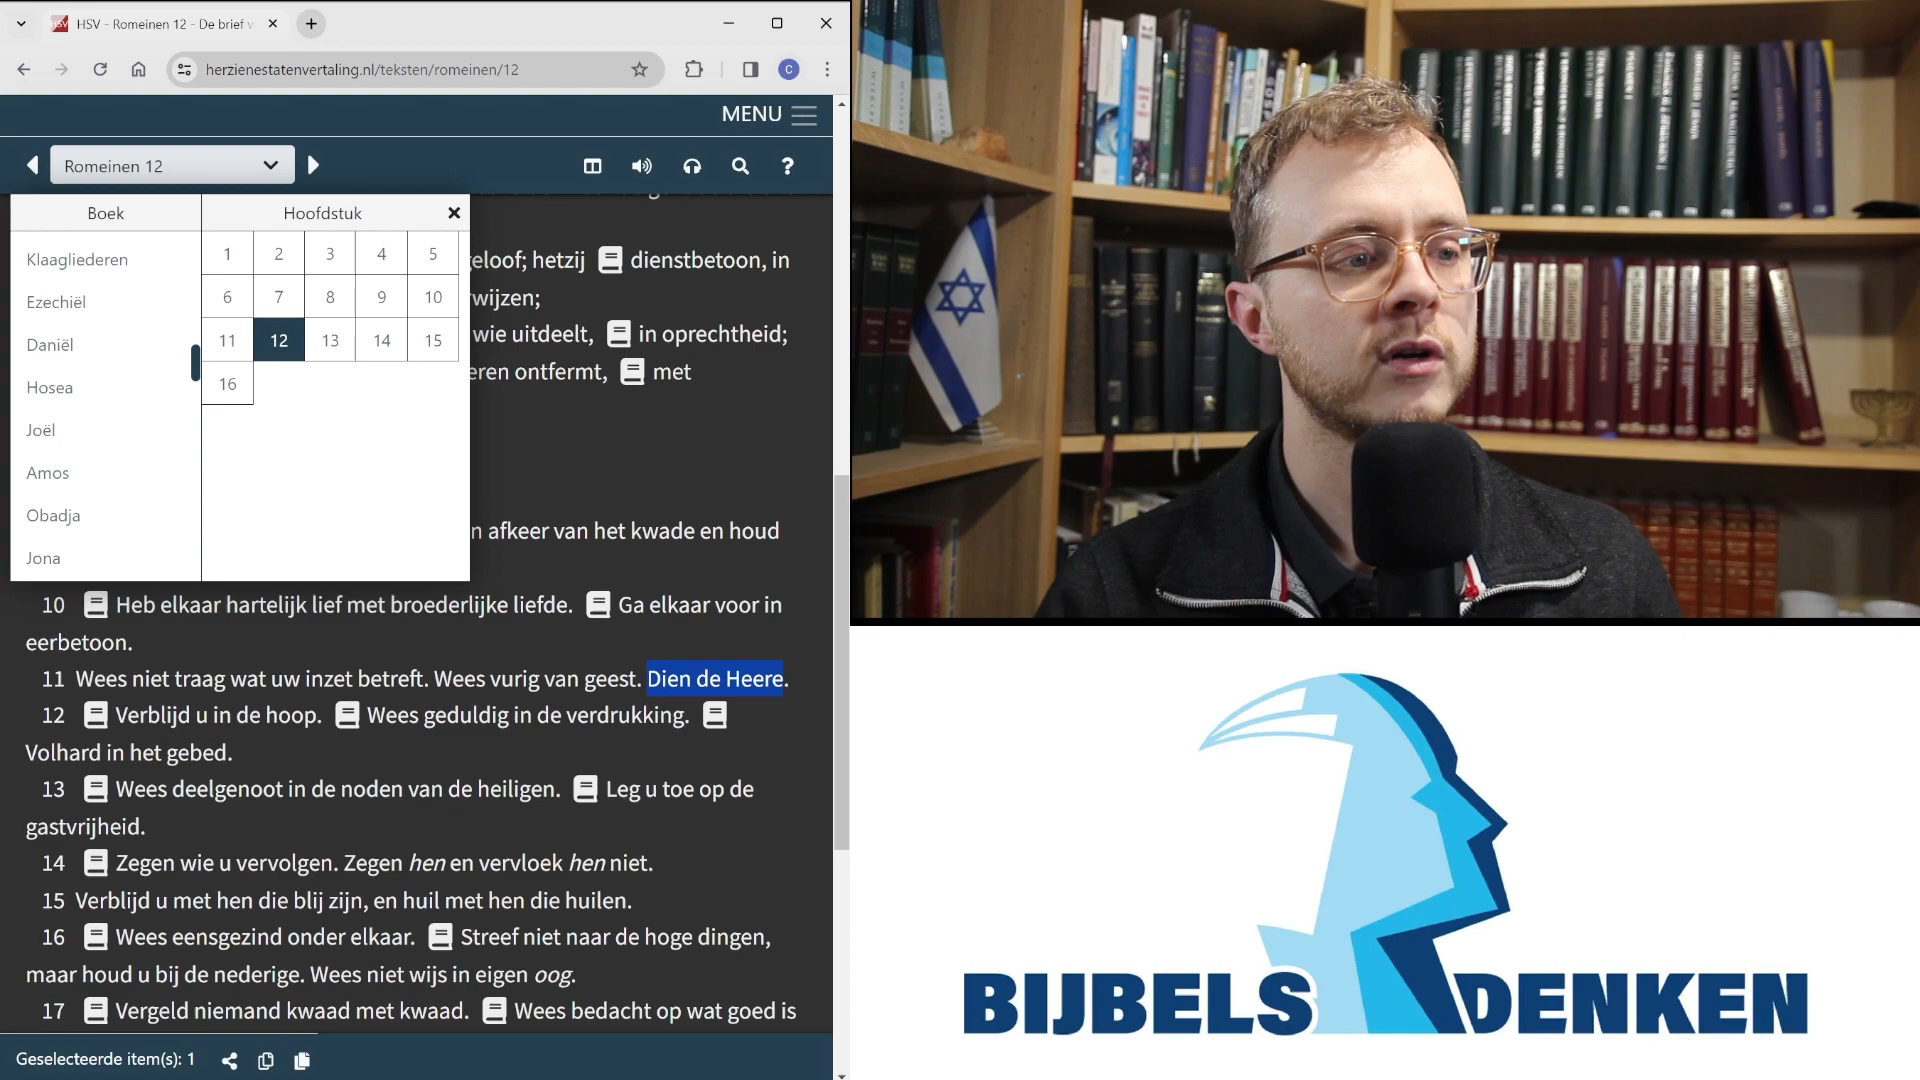 HSV - Romeinen 12 - De brief v
herzienestatenvertaling.nl/teksten/romeinen/12
C
MENU
Romeinen 12
?
Boek
Hoofdstuk
Klaagliederen
Ezechiël
Daniël
Hosea
Joël
Amos
Obadja
Jona
1 2 3 4 5
6 7 8 9 10
11 12 13 14 15
16
eloof; hetzij dienstbetoon, in
wijzen;
wie uitdeelt, in oprechtheid;
eren ontfermt, met
n afkeer van het kwade en houd
10 Heb elkaar hartelijk lief met broederlijke liefde. Ga elkaar voor in
eerbetoon.
11 Wees niet traag wat uw inzet betreft. Wees vurig van geest. Dien de Heere.
12 Verblijd u in de hoop. Wees geduldig in de verdrukking.
Volhard in het gebed.
13 Wees deelgenoot in de noden van de heiligen. Leg u toe op de
gastvrijheid.
14 Zegen wie u vervolgen. Zegen hen en vervloek hen niet.
15 Verblijd u met hen die blij zijn, en huil met hen die huilen.
16 Wees eensgezind onder elkaar. Streef niet naar de hoge dingen,
maar houd u bij de nederige. Wees niet wijs in eigen oog.
17 Vergeld niemand kwaad met kwaad. Wees bedacht op wat goed is
Geselecteerde item(s): 1
BIJBELS DENKEN